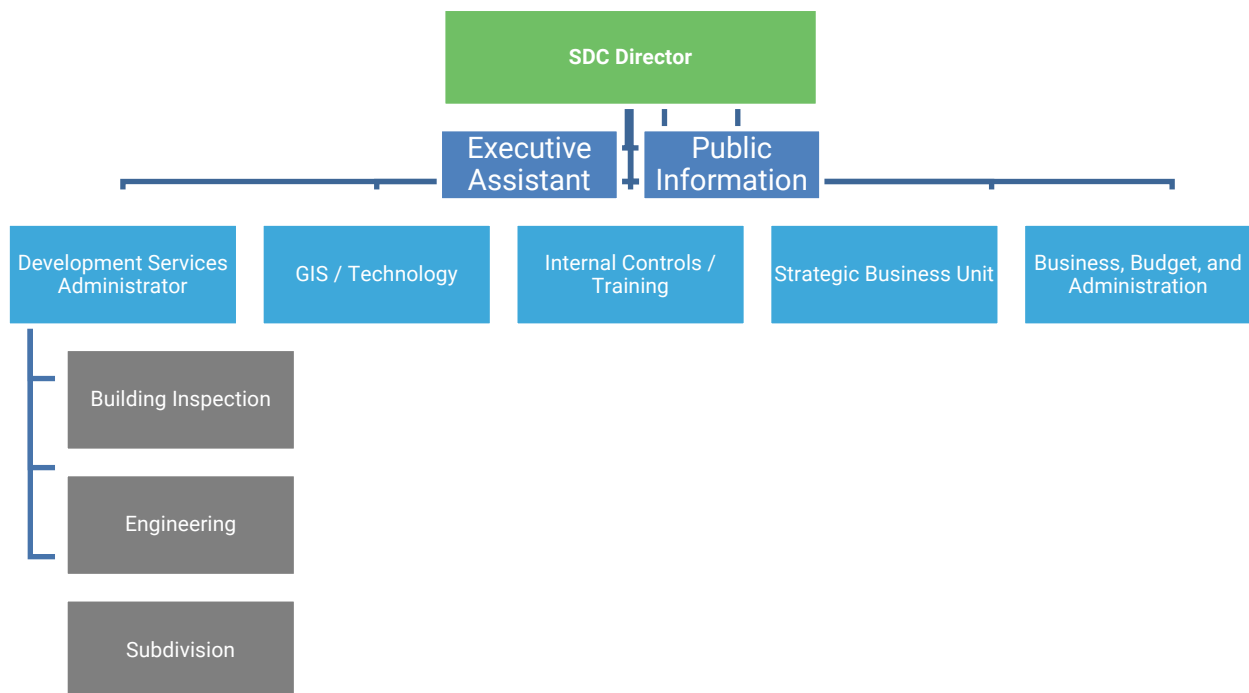 SDC Director
Executive
Assistant
Public
Information
Development Services
Administrator
GIS / Technology
Internal Controls /
Training
Strategic Business Unit
Business, Budget, and
Administration
Building Inspection
Engineering
Subdivision